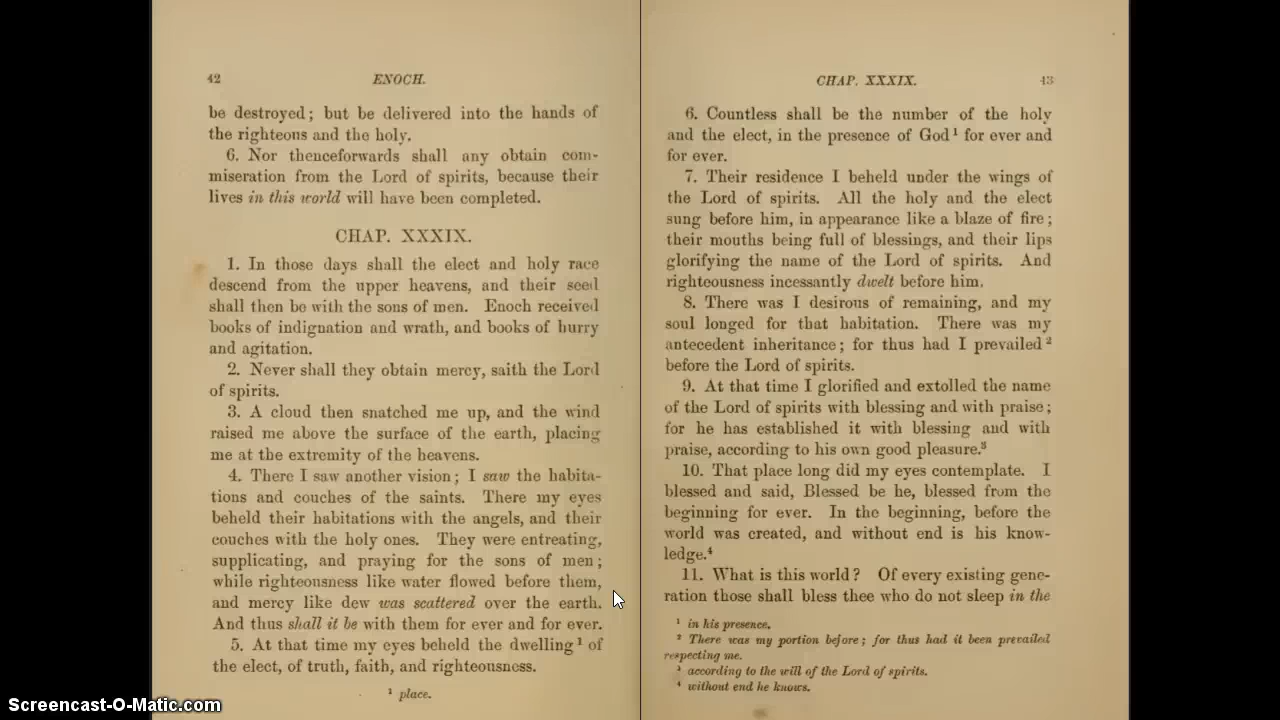 42
ENOCH.
be destroyed; but be delivered into the hands of
the righteous and the holy.
6. Nor thenceforwards shall any obtain com-
miseration from the Lord of spirits, because their
lives in this world will have been completed.
CHAP. XXXIX.
1. In those days shall the elect and holy race
descend from the upper heavens, and their seed
shall then be with the sons of men. Enoch received
books of indignation and wrath, and books of hurry
and agitation.
2. Never shall they obtain mercy, saith the Lord
of spirits.
3. A cloud then snatched me up, and the wind
raised me above the surface of the earth, placing
me at the extremity of the heavens.
4. There I saw another vision; I saw the habita-
tions and couches of the saints. There my eyes
beheld their habitations with the angels, and their
couches with the holy ones. They were entreating,
supplicating, and praying for the sons of men;
while righteousness like water flowed before them,
and mercy like dew was scattered over the earth.
And thus shall it be with them for ever and for ever.
5. At that time my eyes beheld the dwelling¹ of
the elect, of truth, faith, and righteousness.
¹ place.
CHAP. XXXIX.
43
6. Countless shall be the number of the holy
and the elect, in the presence of God¹ for ever and
for ever.
7. Their residence I beheld under the wings of
the Lord of spirits. All the holy and the elect
sung before him, in appearance like a blaze of fire;
their mouths being full of blessings, and their lips
glorifying the name of the Lord of spirits. And
righteousness incessantly dwelt before him.
8. There was I desirous of remaining, and my
soul longed for that habitation. There was my
antecedent inheritance; for thus had I prevailed²
before the Lord of spirits.
9. At that time I glorified and extolled the name
of the Lord of spirits with blessing and with praise;
for he has established it with blessing and with
praise, according to his own good pleasure.³
10. That place long did my eyes contemplate. I
blessed and said, Blessed be he, blessed from the
beginning for ever. In the beginning, before the
world was created, and without end is his know-
ledge.⁴
11. What is this world? Of every existing gene-
ration those shall bless thee who do not sleep in the
¹ in his presence.
² There was my portion before; for thus had it been prevailed
respecting me.
³ according to the will of the Lord of spirits.
⁴ without end he knows.
Screencast-O-Matic.com